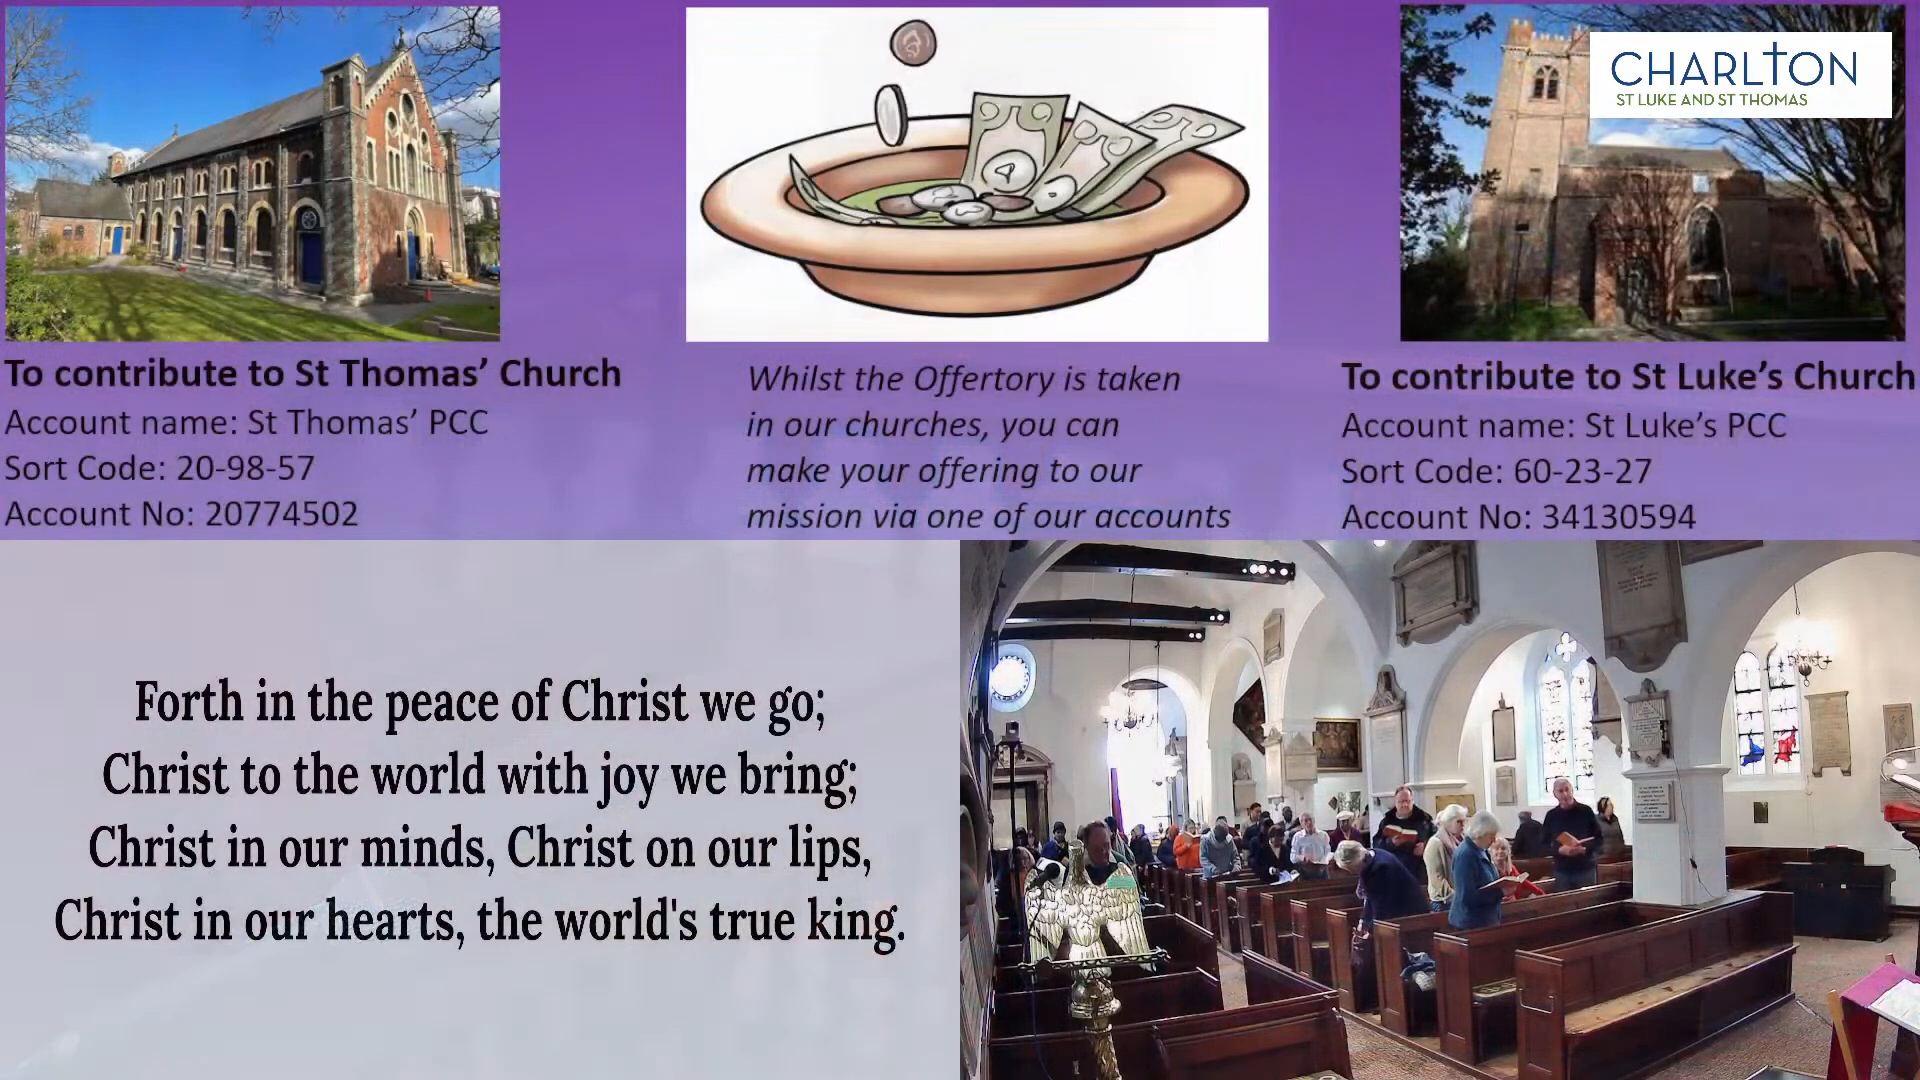 CHARLTON
ST LUKE AND ST THOMAS
To contribute to St Thomas’ Church
Account name: St Thomas’ PCC
Sort Code: 20-98-57
Account No: 20774502
Whilst the Offertory is taken
in our churches, you can
make your offering to our
mission via one of our accounts
To contribute to St Luke’s Church
Account name: St Luke’s PCC
Sort Code: 60-23-27
Account No: 34130594
Forth in the peace of Christ we go;
Christ to the world with joy we bring;
Christ in our minds, Christ on our lips,
Christ in our hearts, the world's true king.